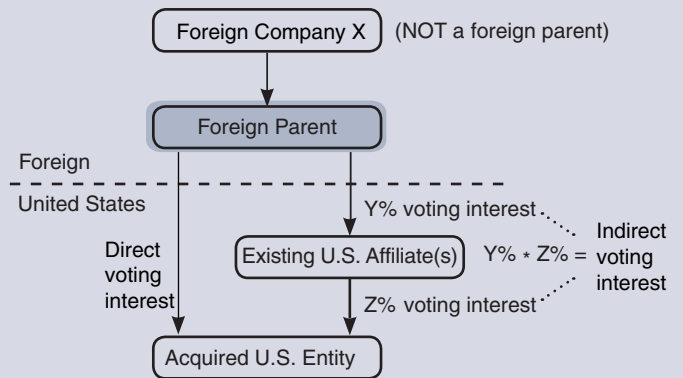 Foreign Company X
(NOT a foreign parent)
Foreign Parent
Foreign
United States
Direct
voting
interest
Y% voting interest
Existing U.S. Affiliate(s)
Z% voting interest
Y% * Z% =
Indirect
voting
interest
Acquired U.S. Entity